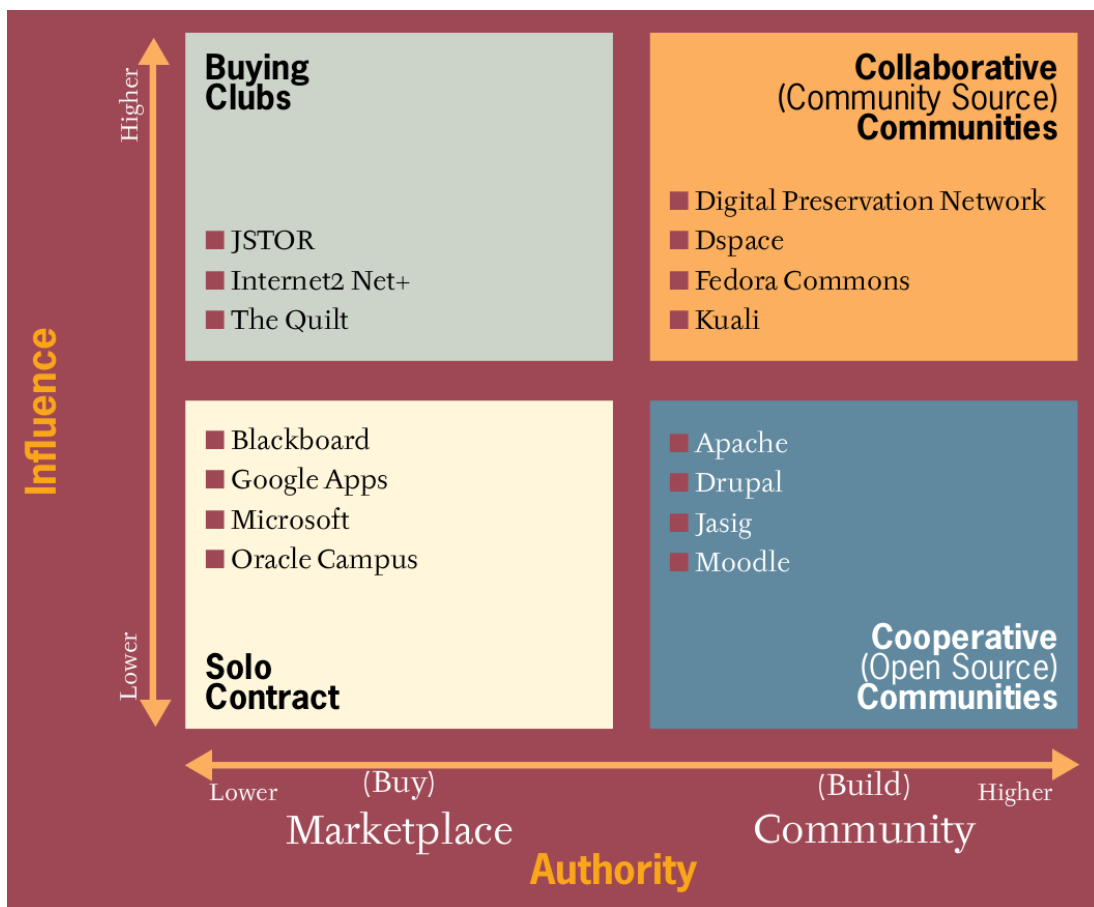 Buying
Clubs
JSTOR
Internet2 Net+
The Quilt
Collaborative
(Community Source)
Communities
Digital Preservation Network
Dspace
Fedora Commons
Kuali
Blackboard
Google Apps
Microsoft
Oracle Campus
Solo
Contract
Apache
Drupal
Jasig
Moodle
Cooperative
(Open Source)
Communities
Higher
Influence
Lower
Lower
(Buy)
(Build)
Higher
Marketplace
Community
Authority